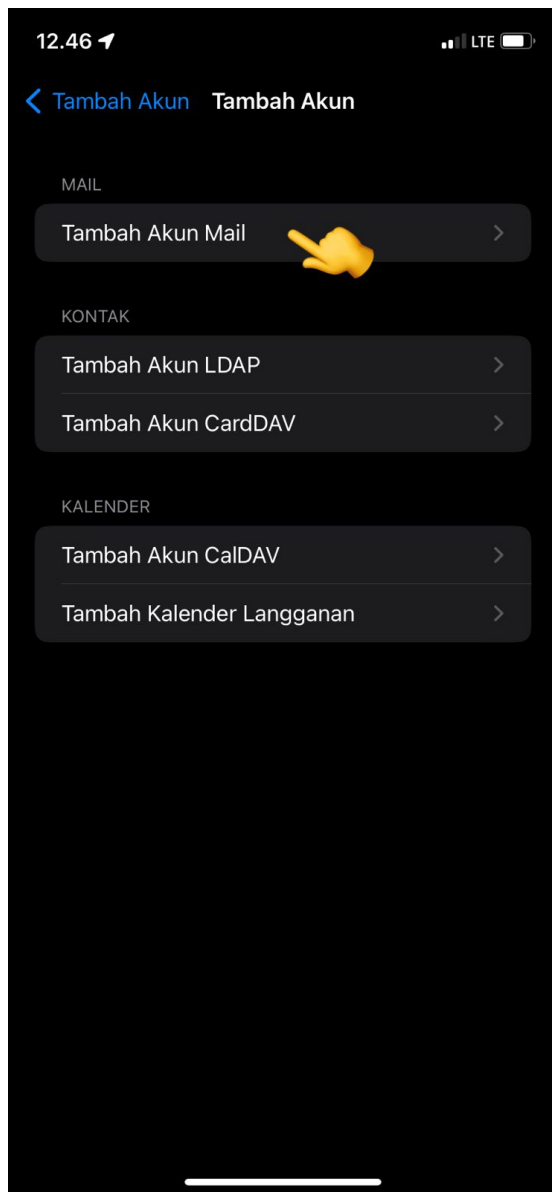 12.46 LTE
Tambah Akun Tambah Akun
MAIL
Tambah Akun Mail
KONTAK
Tambah Akun LDAP
Tambah Akun CardDAV
KALENDER
Tambah Akun CalDAV
Tambah Kalender Langganan